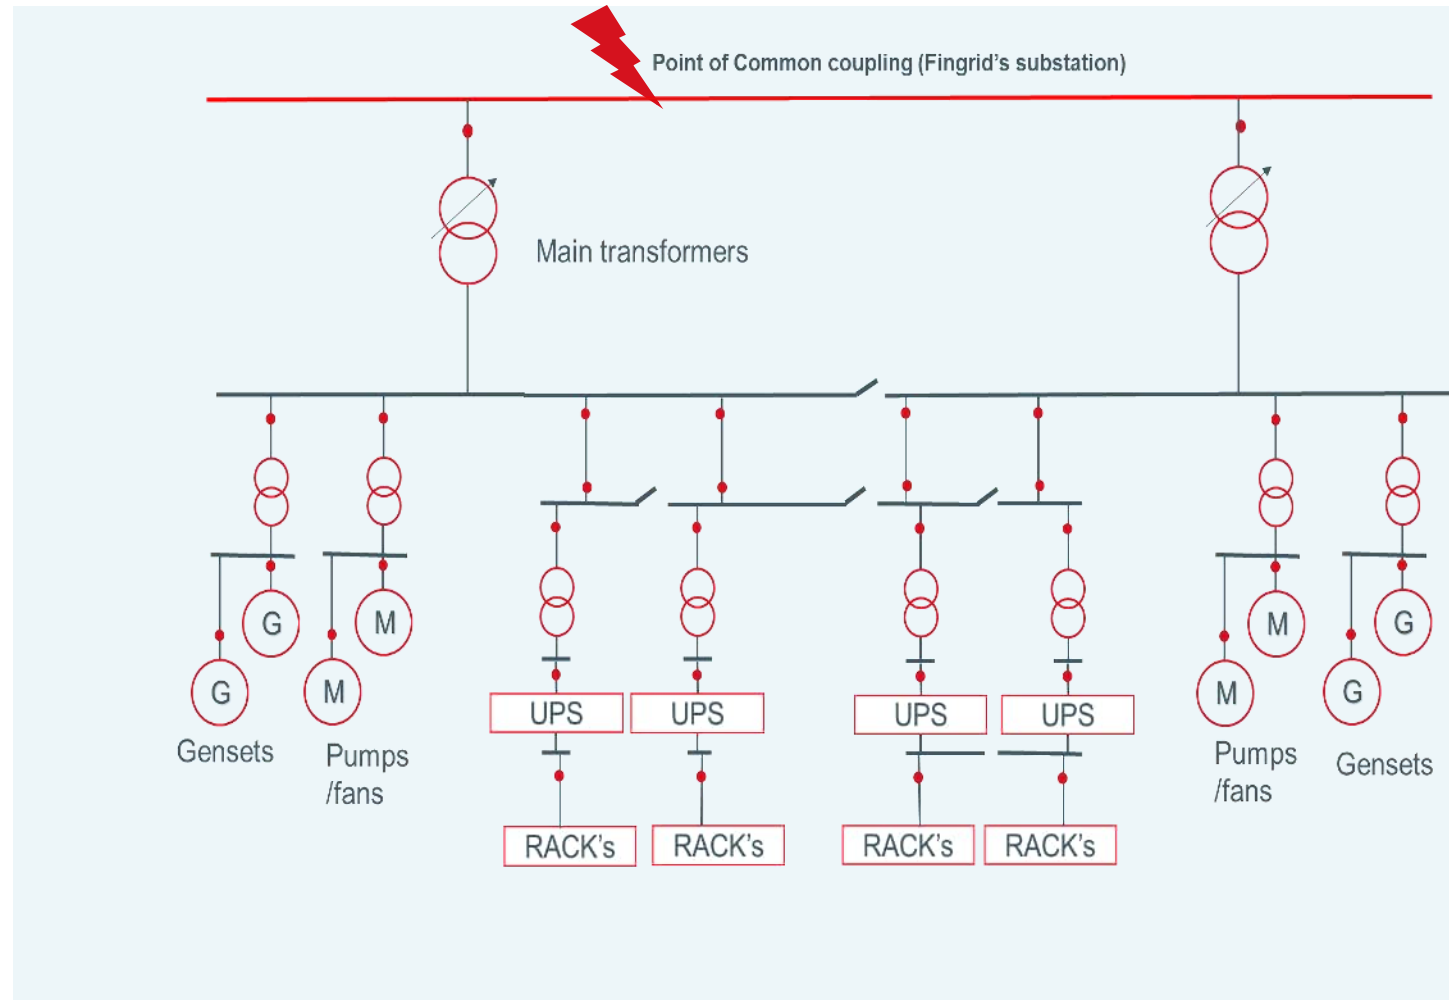 Point of Common coupling (Fingrid's substation)
Main transformers
G
M
M
G
G
M
M
G
UPS
UPS
UPS
UPS
Gensets
Pumps
/fans
Pumps
/fans
Gensets
RACK's
RACK's
RACK's
RACK's